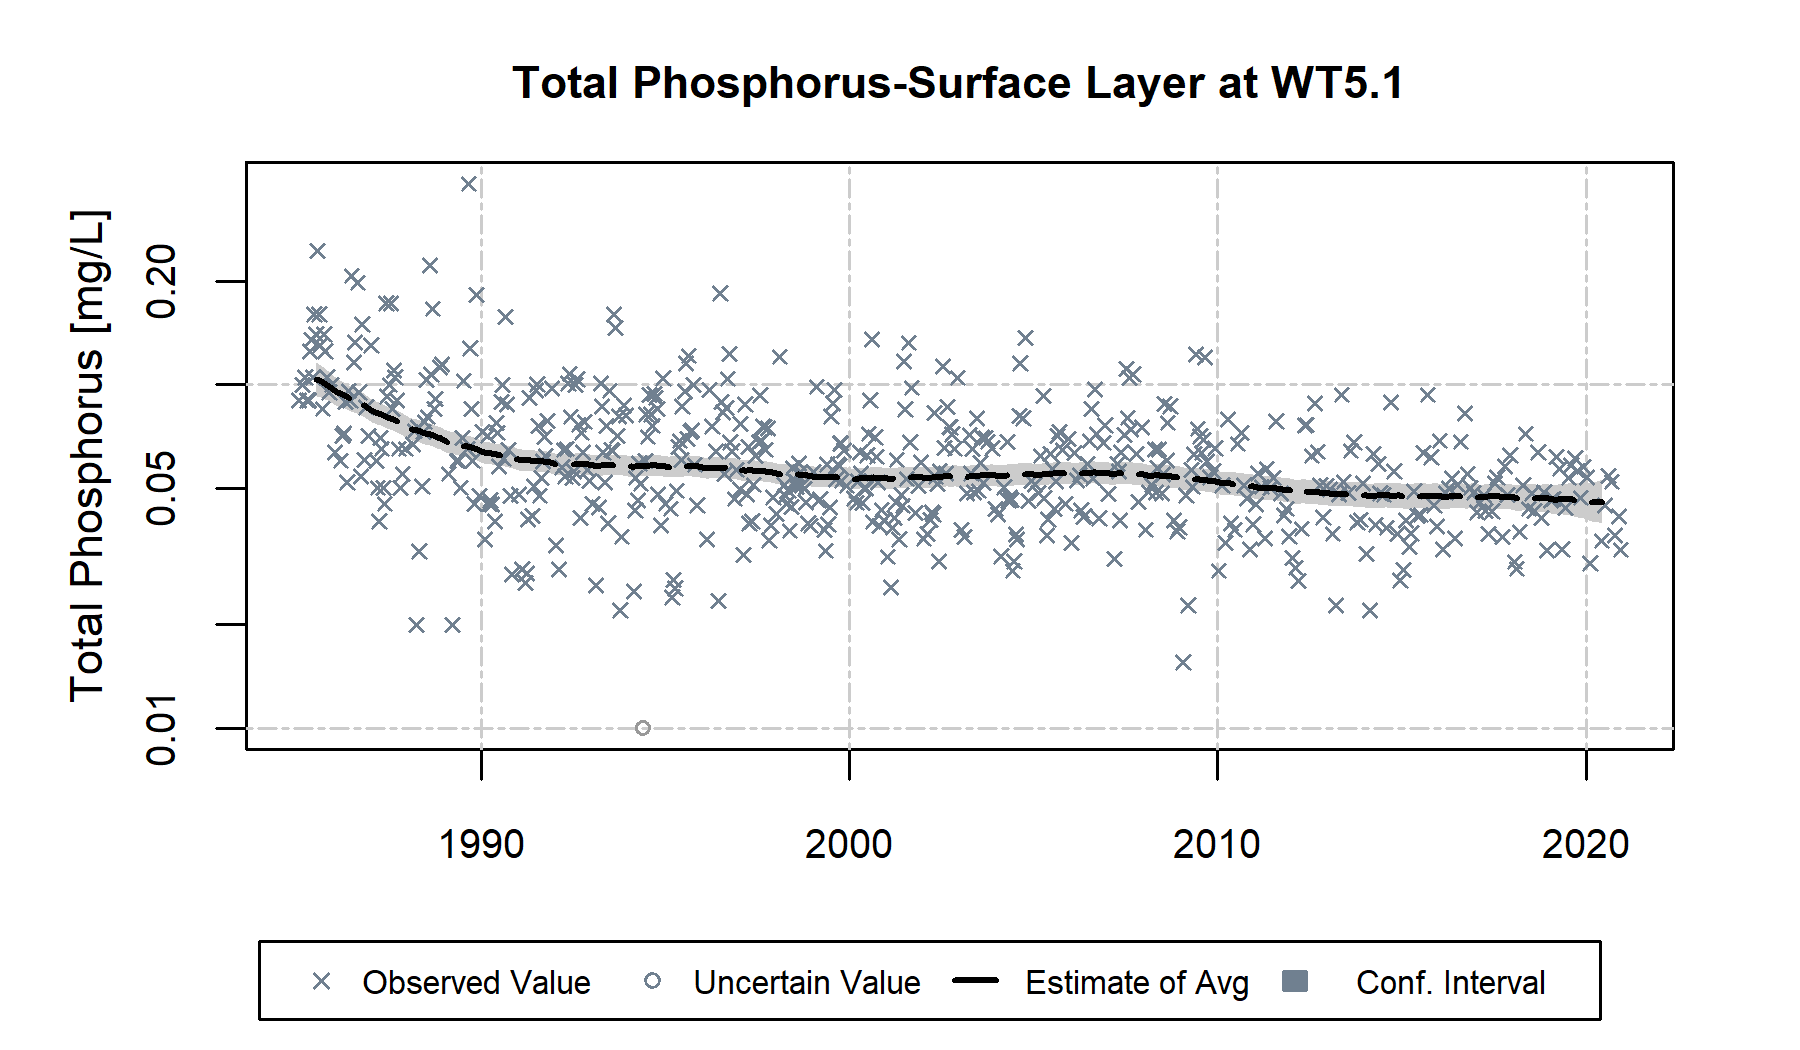 Total Phosphorus-Surface Layer at WT5.1
Total Phosphorus [mg/L]
0.20
0.05
0.01
1990 2000 2010 2020
Observed Value Uncertain Value Estimate of Avg Conf. Interval